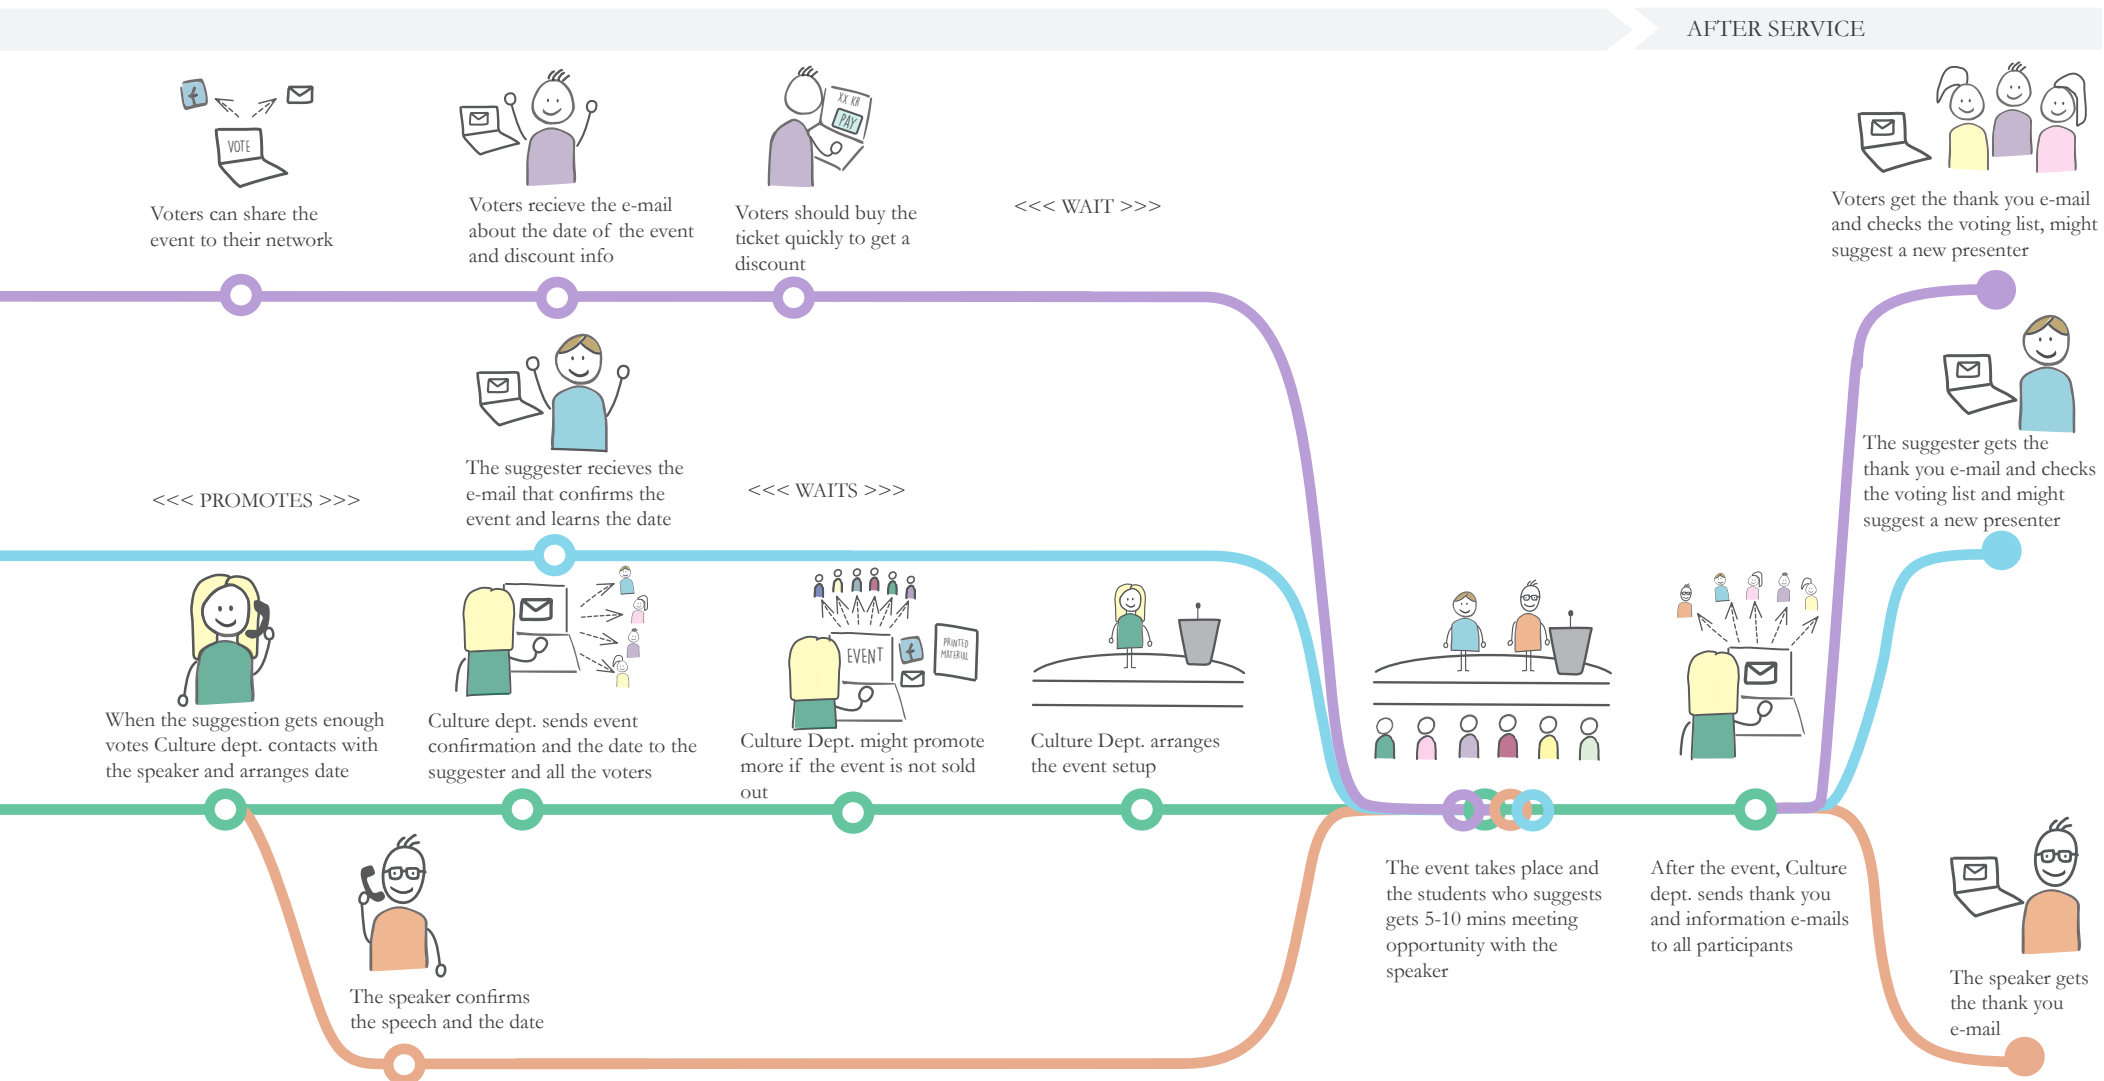 AFTER SERVICE
VOTE
Voters can share the
event to their network
Voters recieve the e-mail
about the date of the event
and discount info
XX KR
PAY
Voters should buy the
ticket quickly to get a
discount
<<< WAIT >>>
Voters get the thank you e-mail
and checks the voting list, might
suggest a new presenter
<<< PROMOTES >>>
The suggester recieves the
e-mail that confirms the
event and learns the date
<<< WAITS >>>
The suggester gets the
thank you e-mail and checks
the voting list and might
suggest a new presenter
When the suggestion gets enough
votes Culture dept. contacts with
the speaker and arranges date
Culture dept. sends event
confirmation and the date to the
suggester and all the voters
EVENT
PRINTED
MATERIAL
Culture Dept. might promote
more if the event is not sold
out
Culture Dept. arranges
the event setup
The event takes place and
the students who suggests
gets 5-10 mins meeting
opportunity with the
speaker
After the event, Culture
dept. sends thank you
and information e-mails
to all participants
The speaker confirms
the speech and the date
The speaker gets
the thank you
e-mail